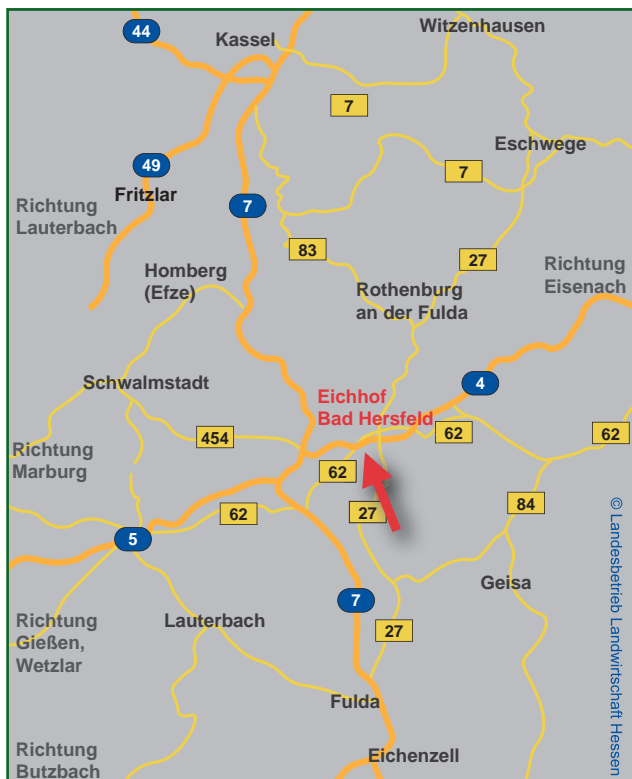 44
Kassel
Witzenhausen
7
Eschwege
49
Fritzlar
7
7
Richtung
Lauterbach
83
27
Homberg
(Efze)
Rothenburg
an der Fulda
Richtung
Eisenach
Schwalmstadt
4
Eichhof
Bad Hersfeld
454
62
62
Richtung
Marburg
62
84
62
27
5
Geisa
7
Richtung
Gießen,
Wetzlar
Lauterbach
27
Fulda
Eichenzell
Richtung
Butzbach
© Landesbetrieb Landwirtschaft Hessen